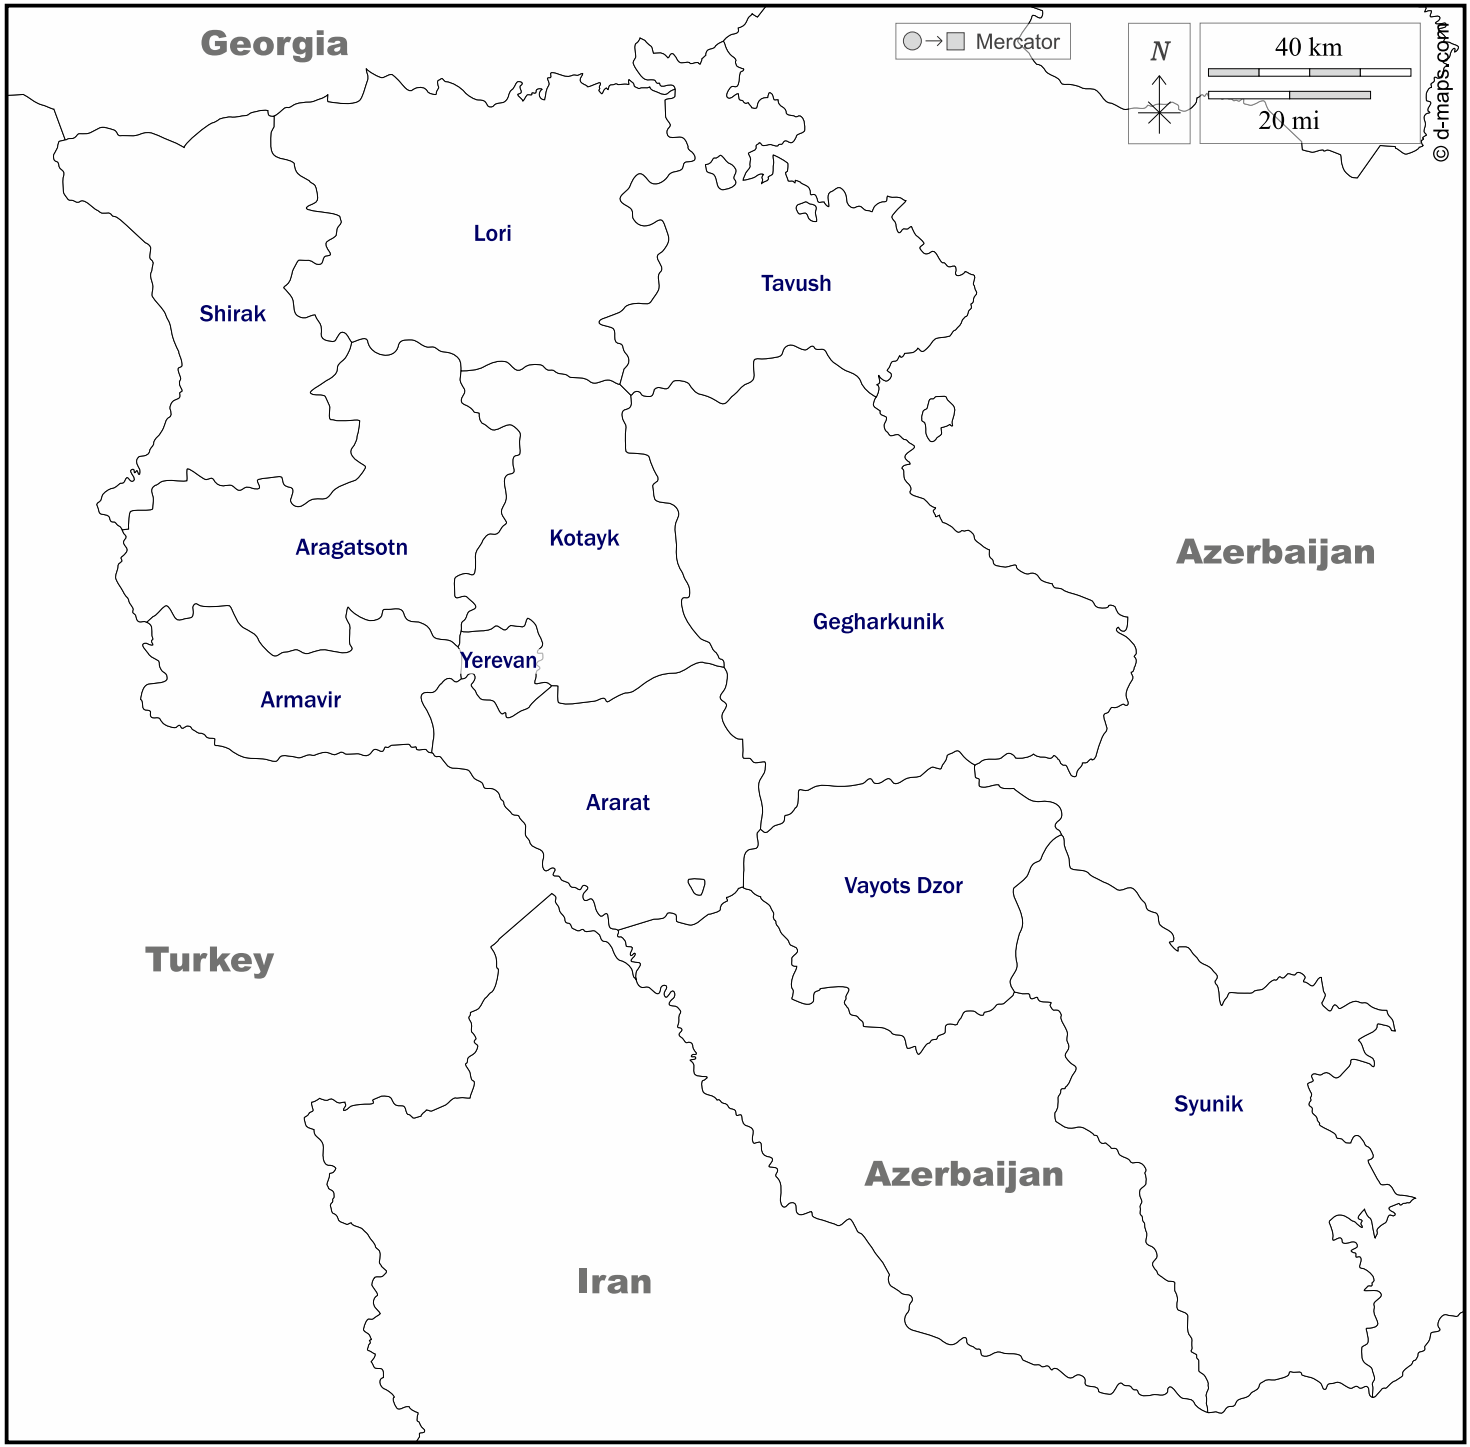 Georgia
Mercator
N
40 km
20 mi
© d-maps.com
Lori
Tavush
Shirak
Aragatsotn
Kotayk
Azerbaijan
Gegharkunik
Yerevan
Armavir
Ararat
Vayots Dzor
Turkey
Syunik
Azerbaijan
Iran